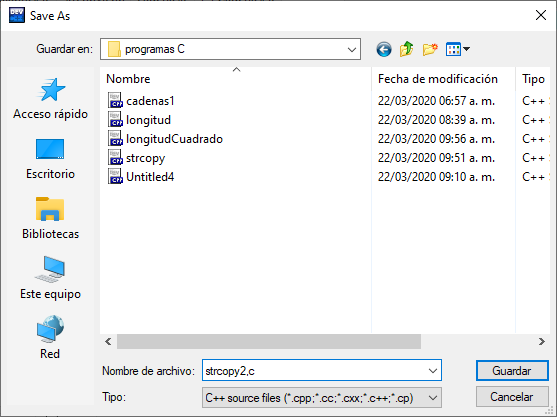 Save As
Guardar en: programas C
Nombre Fecha de modificación Tipo
cadenas1 22/03/2020 06:57 a. m. C++ S
longitud 22/03/2020 08:39 a. m. C++ S
longitudCuadrado 22/03/2020 09:56 a. m. C++ S
strcopy 22/03/2020 09:51 a. m. C++ S
Untitled4 22/03/2020 09:10 a. m. C++ S
Acceso rápido
Escritorio
Bibliotecas
Este equipo
Red
Nombre de archivo: strcopy2,c Guardar
Tipo: C++ source files (*.cpp;*.cc;*.cxx;*.c++;*.cp) Cancelar